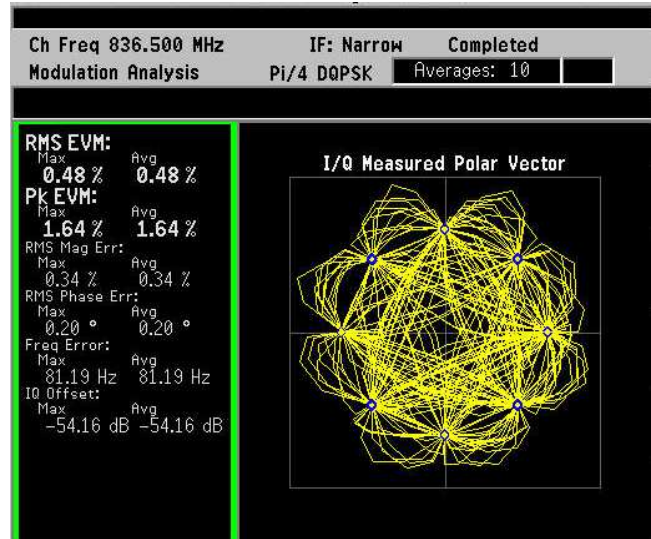 Ch Freq 836.500 MHz IF: Narrow Completed
Modulation Analysis Pi/4 DQPSK Averages: 10
RMS EVM:
Max Avg
0.48 % 0.48 %
Pk EVM:
Max Avg
1.64 % 1.64 %
RMS Mag Err:
Max Avg
0.34 % 0.34 %
RMS Phase Err:
Max Avg
0.20 ° 0.20 °
Freq Error:
Max Avg
81.19 Hz 81.19 Hz
IQ Offset:
Max Avg
-54.16 dB -54.16 dB
I/Q Measured Polar Vector